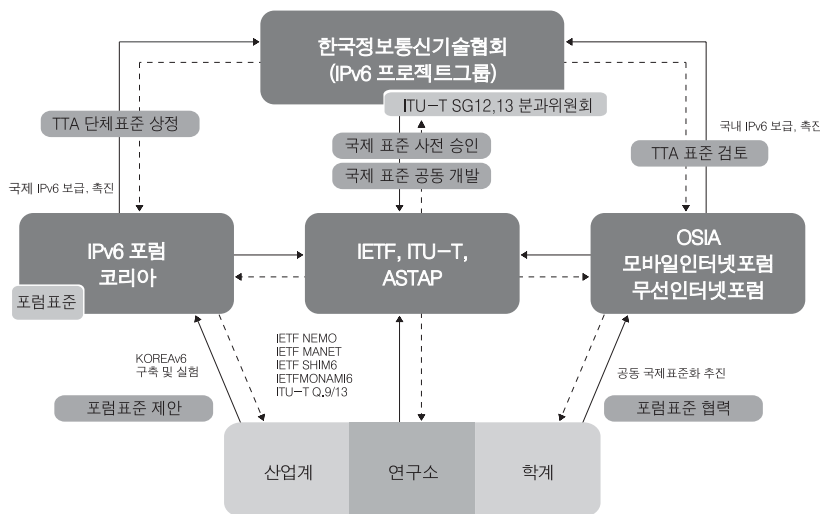 한국정보통신기술협회
(IPv6 프로젝트그룹)
ITU-T SG12,13 분과위원회
TTA 단체표준 상정
국제 표준 사전 승인
국제 표준 공동 개발
국내 IPv6 보급, 촉진
TTA 표준 검토
국제 IPv6 보급, 촉진
IPv6 포럼
코리아
포럼표준
IETF, ITU-T,
ASTAP
OSIA
모바일인터넷포럼
무선인터넷포럼
KOREAv6
구축 및 실험
포럼표준 제안
IETF NEMO
IETF MANET
IETF SHIM6
IETFMONAMI6
ITU-T Q.9/13
공동 국제표준화 추진
포럼표준 협력
산업계
연구소
학계